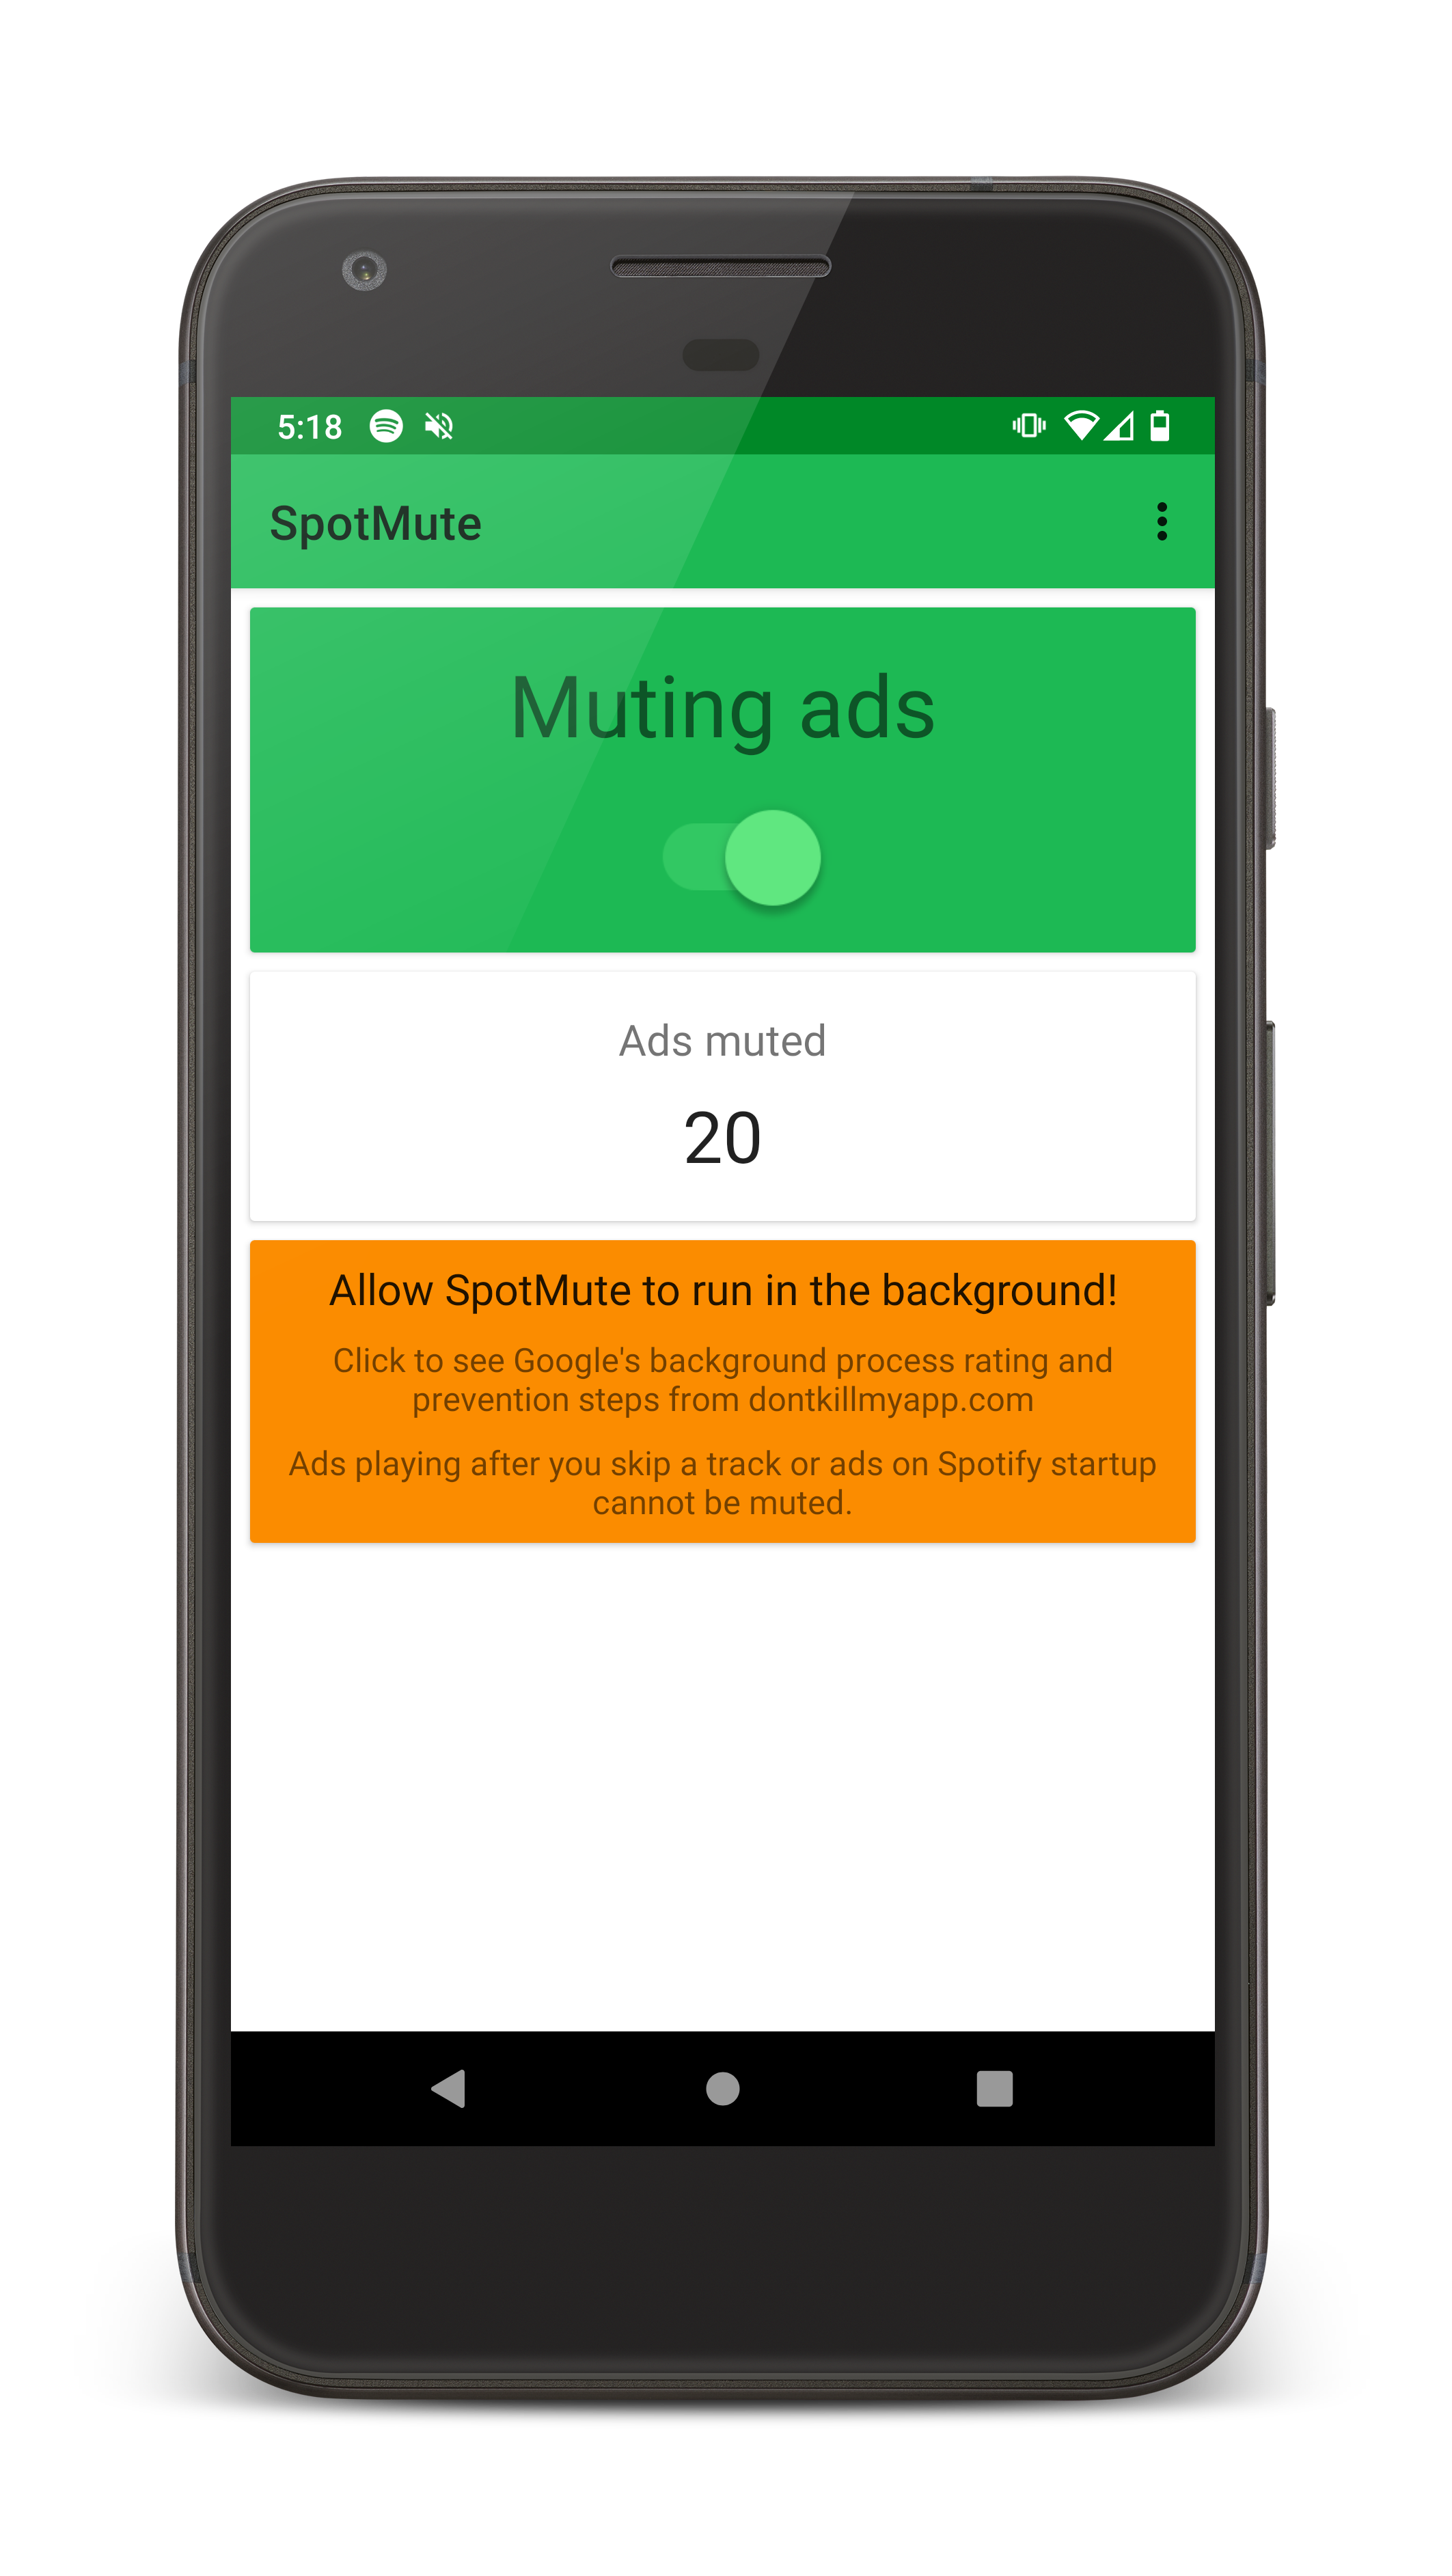 5:18
SpotMute
Muting ads
Ads muted
20
Allow SpotMute to run in the background!
Click to see Google's background process rating and
prevention steps from dontkillmyapp.com
Ads playing after you skip a track or ads on Spotify startup
cannot be muted.